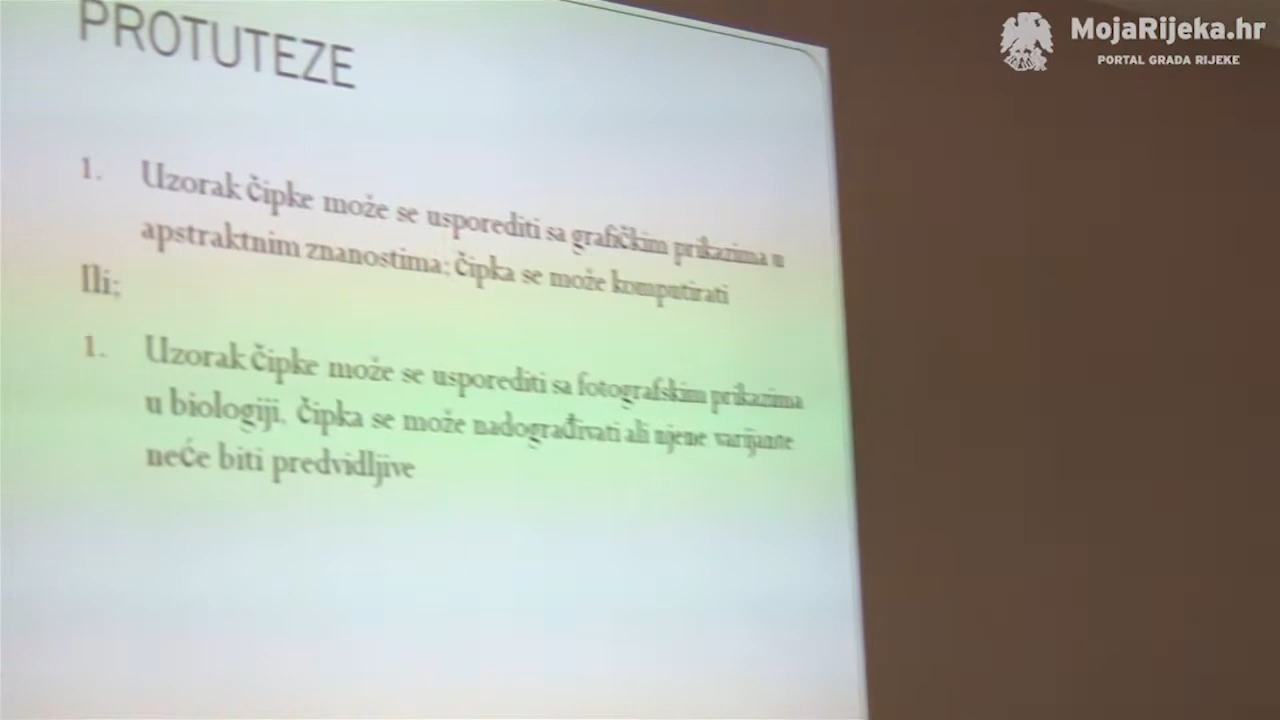 MojaRijeka.hr
PORTAL GRADA RIJEKE
PROTUTEZE
1. Uzorak čipke može se usporediti sa grafičkim prikazima u
apstraktnim znanostima; čipka se može komputirati
Ili;
1. Uzorak čipke može se usporediti sa fotografskim prikazima
u biologiji, čipka se može nadograđivati ali njene varijante
neće biti predvidljive